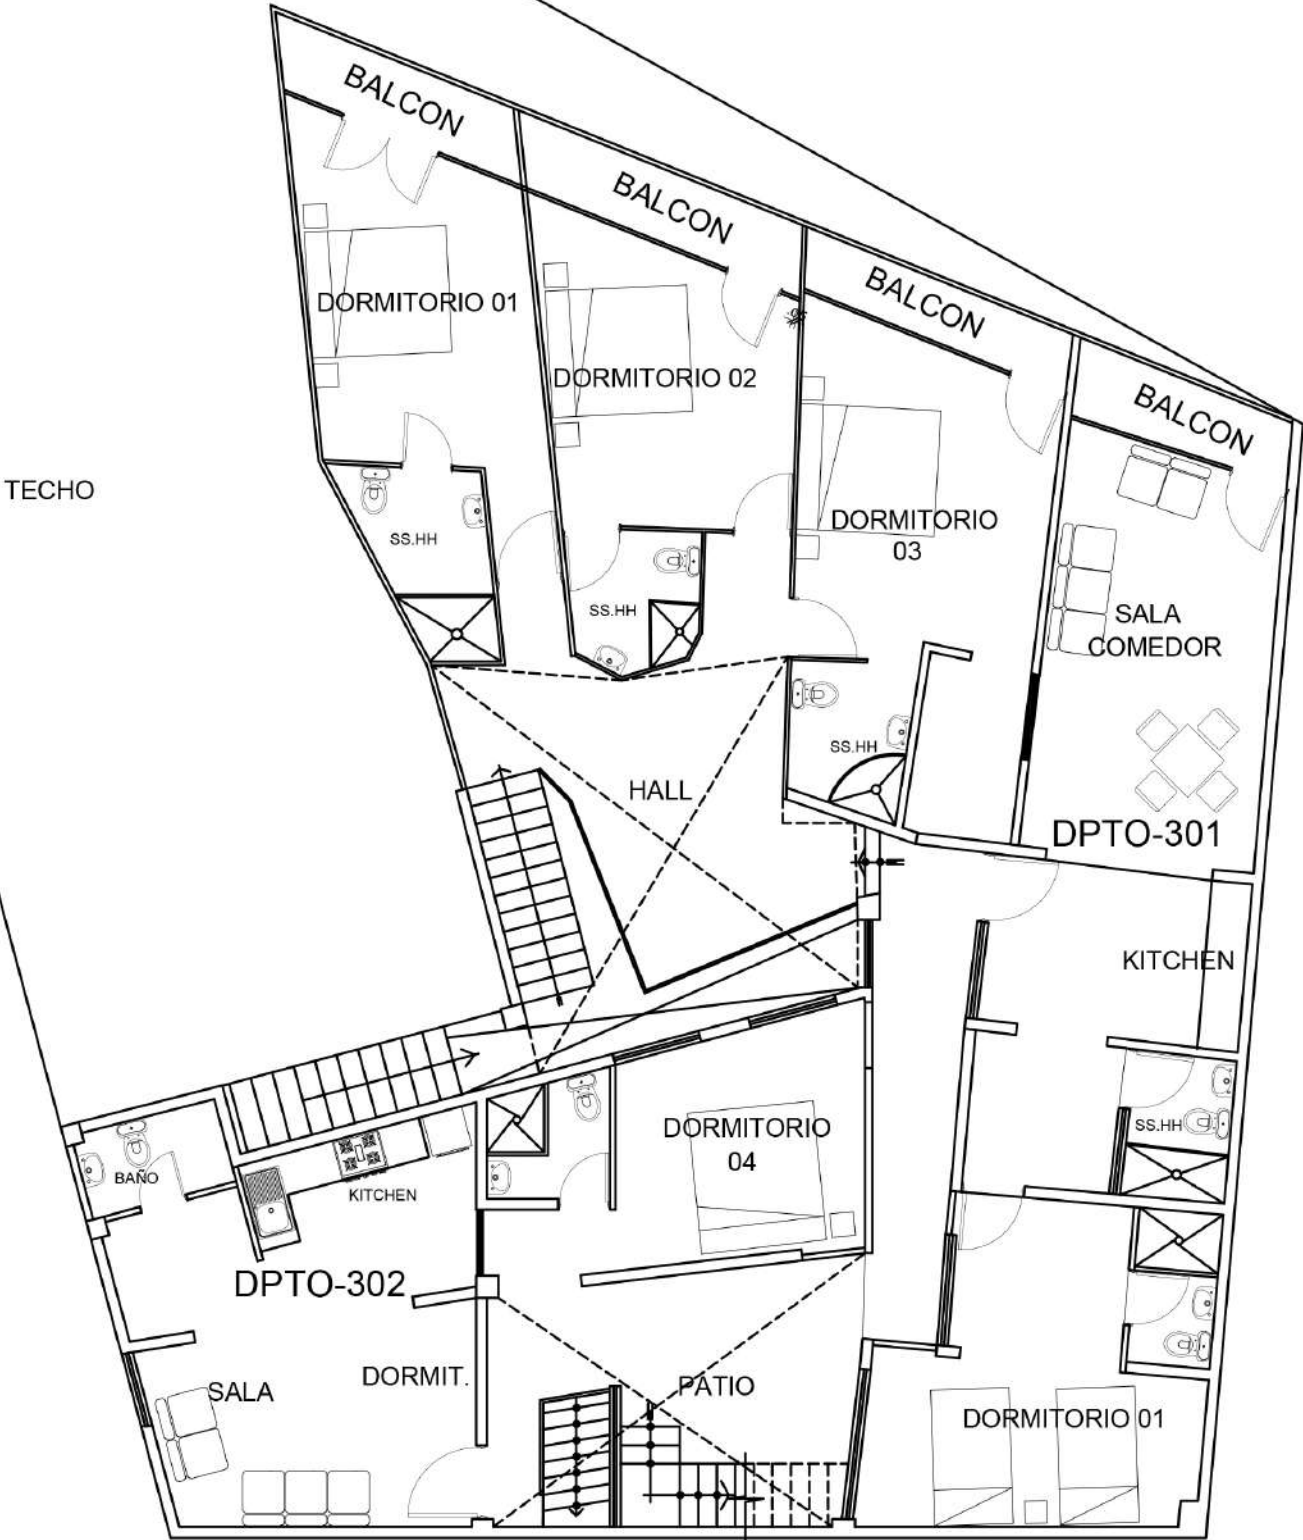 BALCON
BALCON
BALCON
BALCON
DORMITORIO 01
DORMITORIO 02
TECHO
DORMITORIO
03
SS.HH
SS.HH
SALA
COMEDOR
SS.HH
HALL
DPTO-301
KITCHEN
DORMITORIO
04
SS.HH
BAÑO
KITCHEN
DPTO-302
DORMIT.
PATIO
SALA
DORMITORIO 01